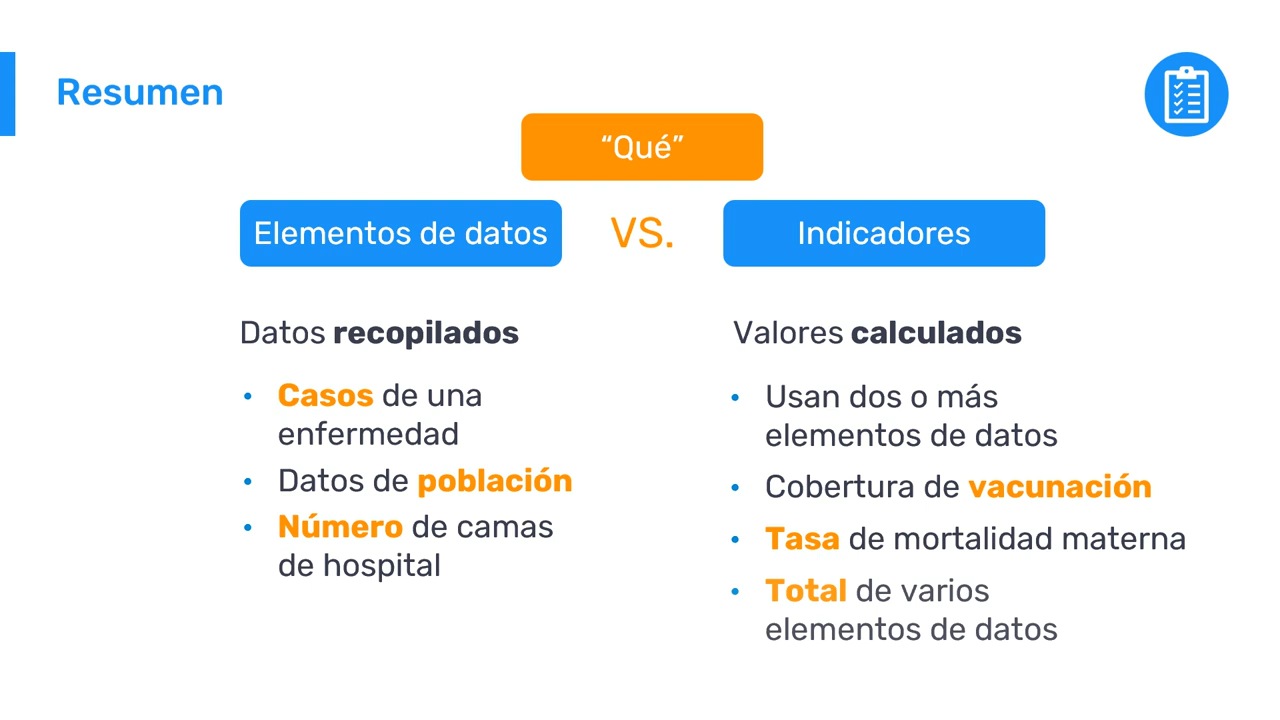 Resumen
“Qué”
Elementos de datos
VS.
Indicadores
Datos recopilados
• Casos de una
enfermedad
• Datos de población
• Número de camas
de hospital
Valores calculados
• Usan dos o más
elementos de datos
• Cobertura de vacunación
• Tasa de mortalidad materna
• Total de varios
elementos de datos